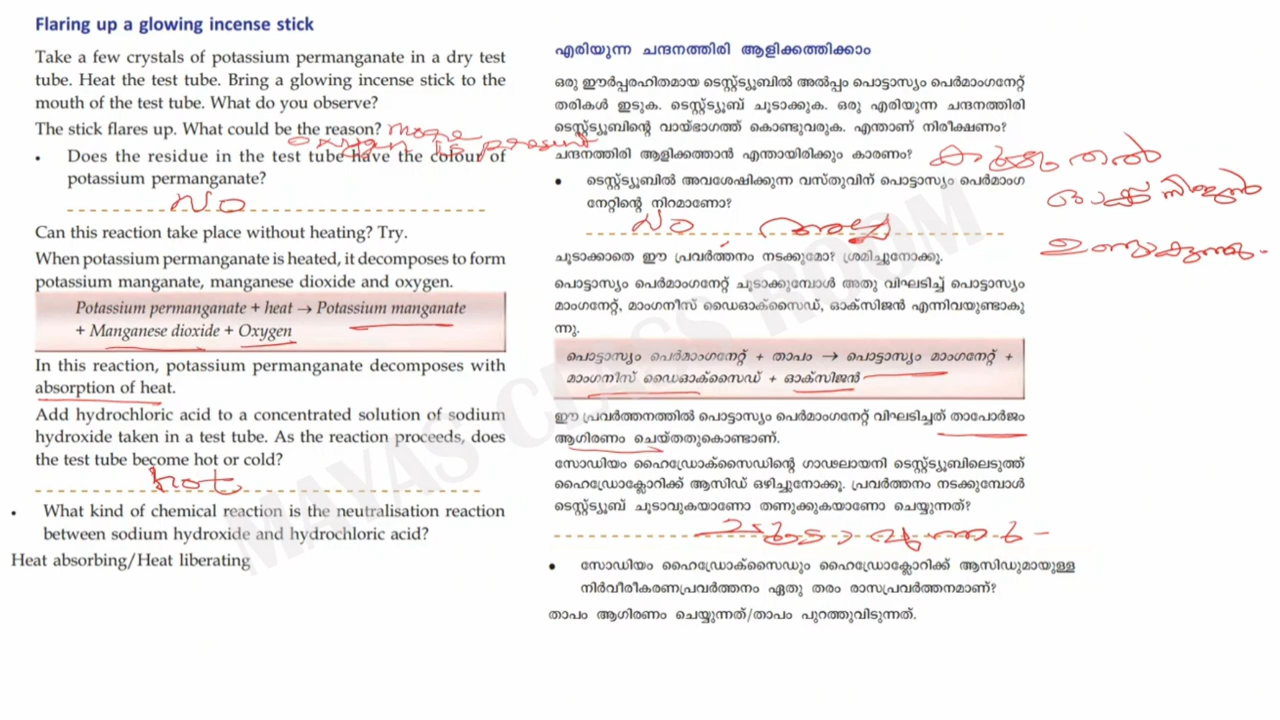 Flaring up a glowing incense stick
Take a few crystals of potassium permanganate in a dry test
tube. Heat the test tube. Bring a glowing incense stick to the
mouth of the test tube. What do you observe?
The stick flares up. What could be the reason? more
oxygen is present
• Does the residue in the test tube have the colour of
potassium permanganate?
No
Can this reaction take place without heating? Try.
When potassium permanganate is heated, it decomposes to form
potassium manganate, manganese dioxide and oxygen.
Potassium permanganate + heat → Potassium manganate
+ Manganese dioxide + Oxygen
In this reaction, potassium permanganate decomposes with
absorption of heat.
Add hydrochloric acid to a concentrated solution of sodium
hydroxide taken in a test tube. As the reaction proceeds, does
the test tube become hot or cold?
hot
• What kind of chemical reaction is the neutralisation reaction
between sodium hydroxide and hydrochloric acid?
Heat absorbing/Heat liberating
എരിയുന്ന ചന്ദനത്തിരി ആളിക്കത്തിക്കാം
ഒരു ഈർപ്പരഹിതമായ ടെസ്റ്റ്ട്യൂബിൽ അൽപ്പം പൊട്ടാസ്യം പെർമാംഗനേറ്റ്
തരികൾ ഇടുക. ടെസ്റ്റ്ട്യൂബ് ചൂടാക്കുക. ഒരു എരിയുന്ന ചന്ദനത്തിരി
ടെസ്റ്റ്ട്യൂബിന്റെ വായ്ഭാഗത്ത് കൊണ്ടുവരുക. എന്താണ് നിരീക്ഷണം?
ചന്ദനത്തിരി ആളിക്കത്താൻ എന്തായിരിക്കും കാരണം? കൂടുതൽ
ഓക്സിജൻ
ഉണ്ടാകുന്നു.
• ടെസ്റ്റ്ട്യൂബിൽ അവശേഷിക്കുന്ന വസ്തുവിന് പൊട്ടാസ്യം പെർമാംഗ
നേറ്റിന്റെ നിറമാണോ?
No അല്ല
ചൂടാക്കാതെ ഈ പ്രവർത്തനം നടക്കുമോ? ശ്രമിച്ചുനോക്കൂ.
പൊട്ടാസ്യം പെർമാംഗനേറ്റ് ചൂടാക്കുമ്പോൾ അതു വിഘടിച്ച് പൊട്ടാസ്യം
മാംഗനേറ്റ്, മാംഗനീസ് ഡൈഓക്സൈഡ്, ഓക്സിജൻ എന്നിവയുണ്ടാകു
ന്നു.
പൊട്ടാസ്യം പെർമാംഗനേറ്റ് + താപം → പൊട്ടാസ്യം മാംഗനേറ്റ് +
മാംഗനീസ് ഡൈഓക്സൈഡ് + ഓക്സിജൻ
ഈ പ്രവർത്തനത്തിൽ പൊട്ടാസ്യം പെർമാംഗനേറ്റ് വിഘടിച്ചത് താപോർജം
ആഗിരണം ചെയ്തതുകൊണ്ടാണ്.
സോഡിയം ഹൈഡ്രോക്സൈഡിന്റെ ഗാഢലായനി ടെസ്റ്റ്ട്യൂബിലെടുത്ത്
ഹൈഡ്രോക്ലോറിക്ക് ആസിഡ് ഒഴിച്ചുനോക്കൂ. പ്രവർത്തനം നടക്കുമ്പോൾ
ടെസ്റ്റ്ട്യൂബ് ചൂടാവുകയാണോ തണുക്കുകയാണോ ചെയ്യുന്നത്?
ചൂടാവുന്നു
• സോഡിയം ഹൈഡ്രോക്സൈഡും ഹൈഡ്രോക്ലോറിക്ക് ആസിഡുമായുള്ള
നിർവീരീകരണപ്രവർത്തനം ഏതു തരം രാസപ്രവർത്തനമാണ്?
താപം ആഗിരണം ചെയ്യുന്നത്/താപം പുറത്തുവിടുന്നത്.
MAYAS CLASS ROOM